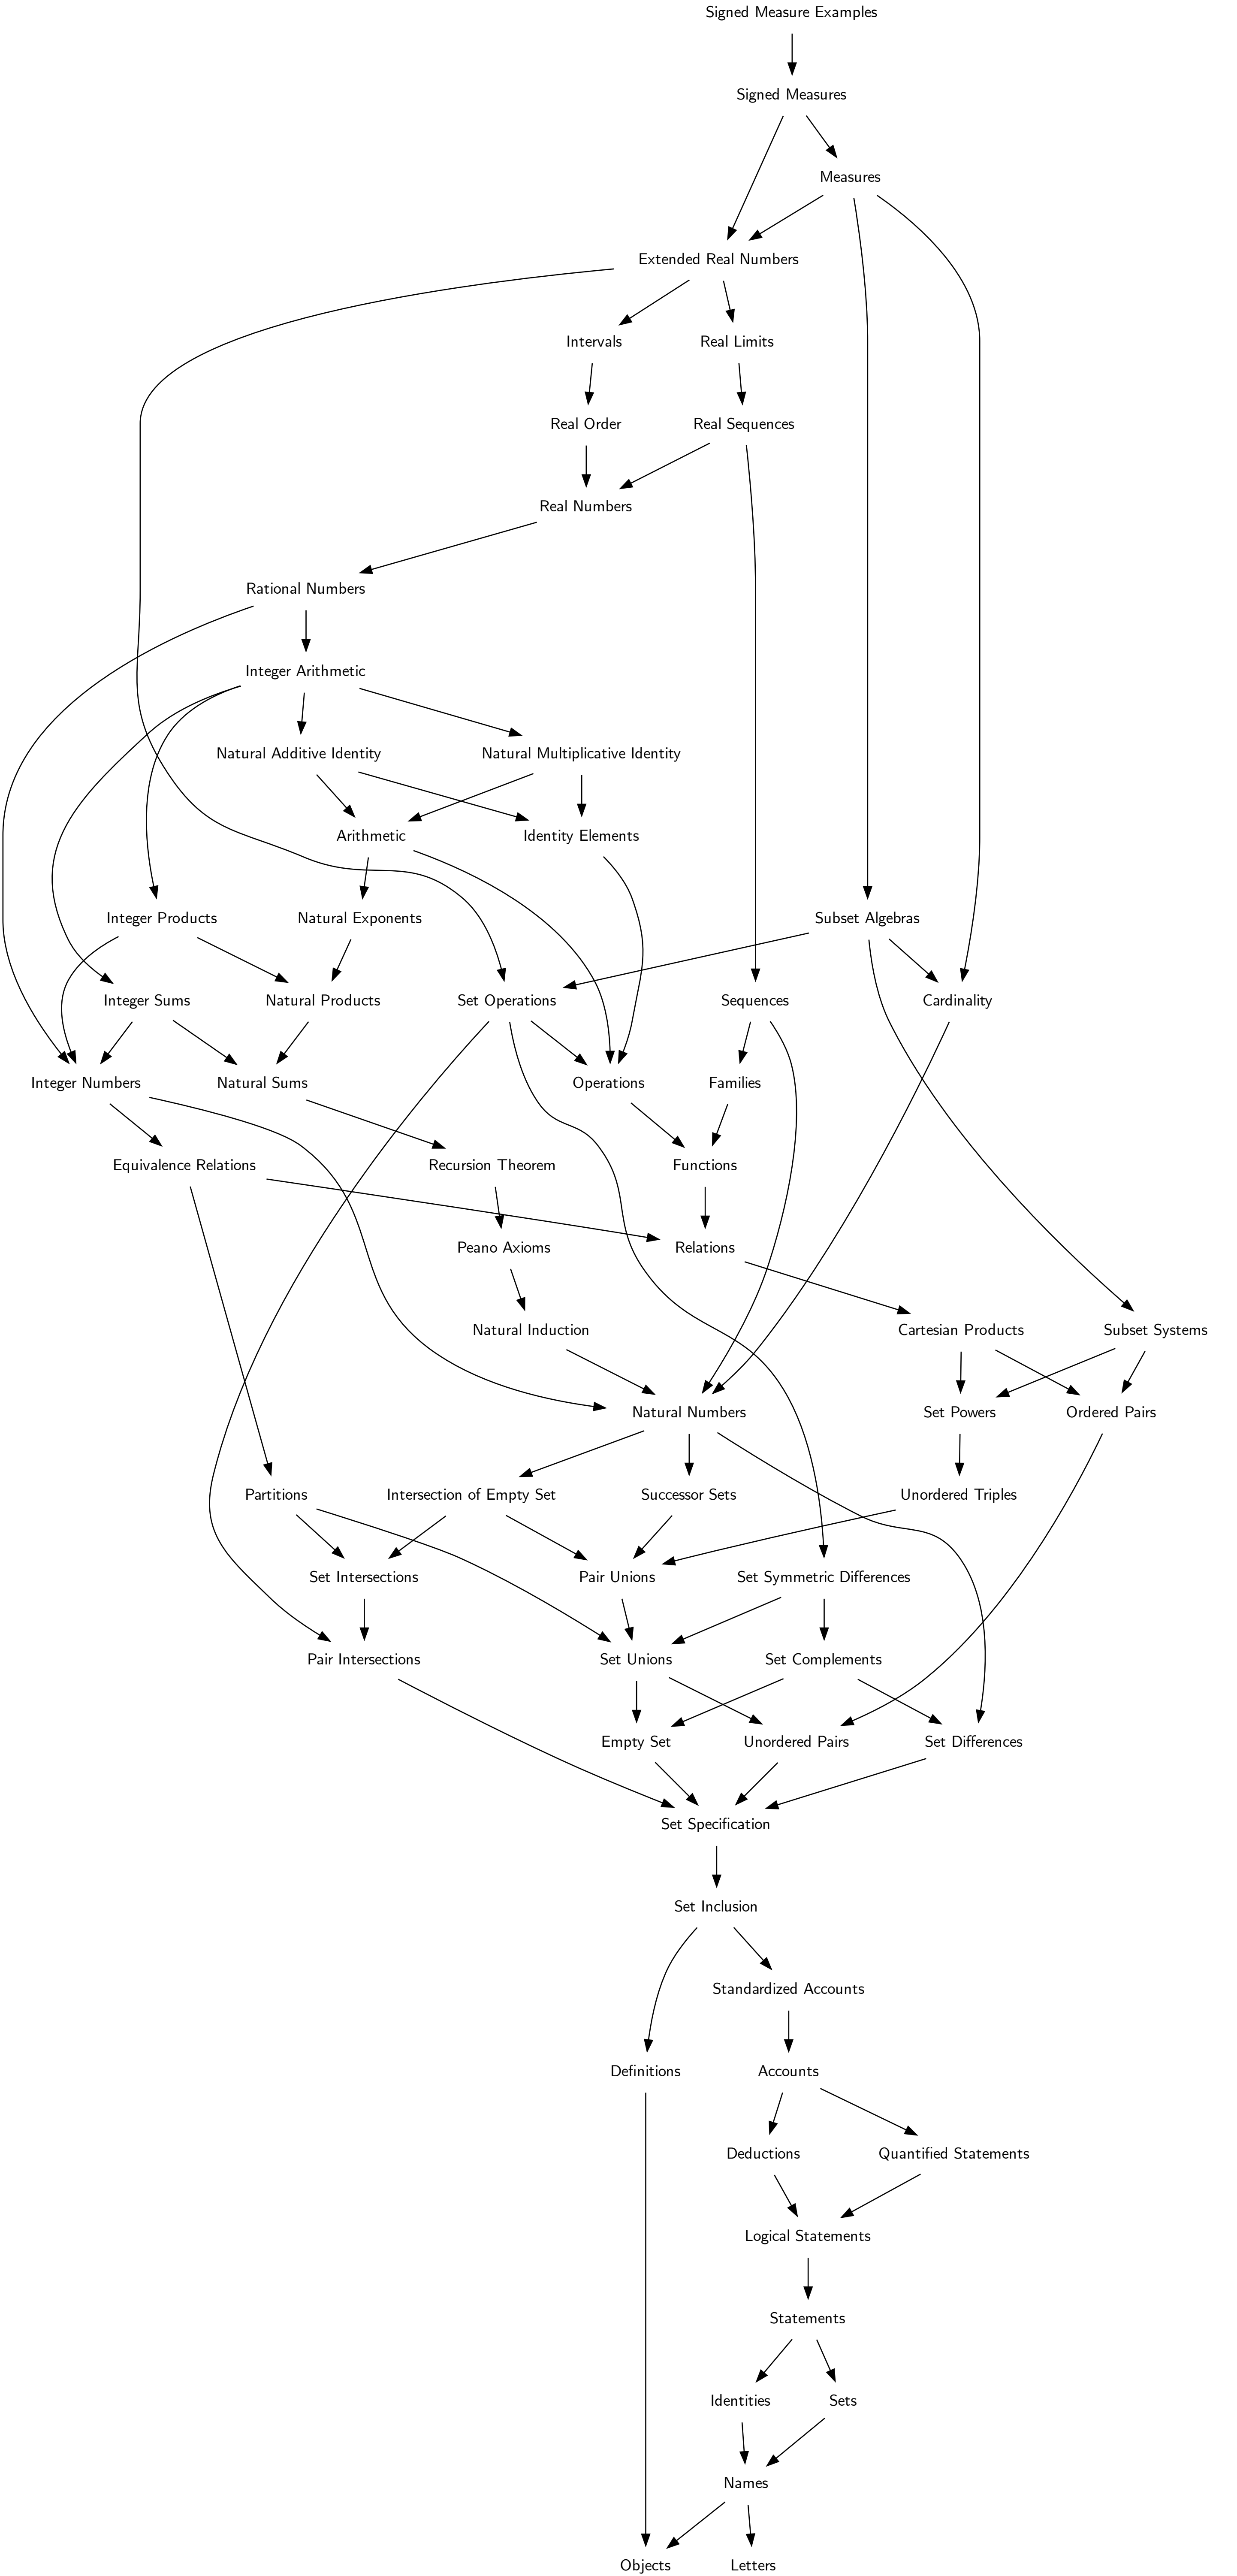 Signed Measure Examples
Signed Measures
Measures
Extended Real Numbers
Intervals
Real Limits
Real Order
Real Sequences
Real Numbers
Rational Numbers
Integer Arithmetic
Natural Additive Identity
Natural Multiplicative Identity
Arithmetic
Identity Elements
Integer Products
Natural Exponents
Subset Algebras
Integer Sums
Natural Products
Set Operations
Sequences
Cardinality
Integer Numbers
Natural Sums
Operations
Families
Equivalence Relations
Recursion Theorem
Functions
Peano Axioms
Relations
Natural Induction
Cartesian Products
Subset Systems
Natural Numbers
Set Powers
Ordered Pairs
Partitions
Intersection of Empty Set
Successor Sets
Unordered Triples
Set Intersections
Pair Unions
Set Symmetric Differences
Pair Intersections
Set Unions
Set Complements
Empty Set
Unordered Pairs
Set Differences
Set Specification
Set Inclusion
Standardized Accounts
Definitions
Accounts
Deductions
Quantified Statements
Logical Statements
Statements
Identities
Sets
Names
Objects
Letters